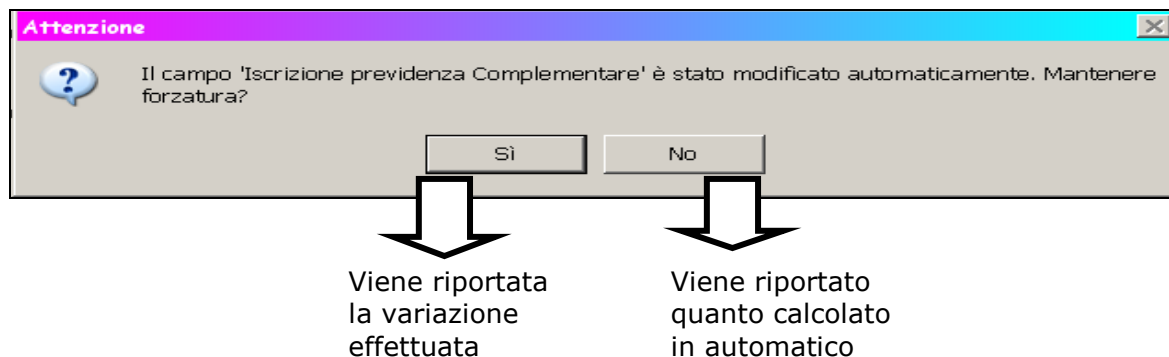 Attenzione
Il campo 'Iscrizione previdenza Complementare' è stato modificato automaticamente. Mantenere
forzatura?
Sì
No
Viene riportata
la variazione
effettuata
Viene riportato
quanto calcolato
in automatico